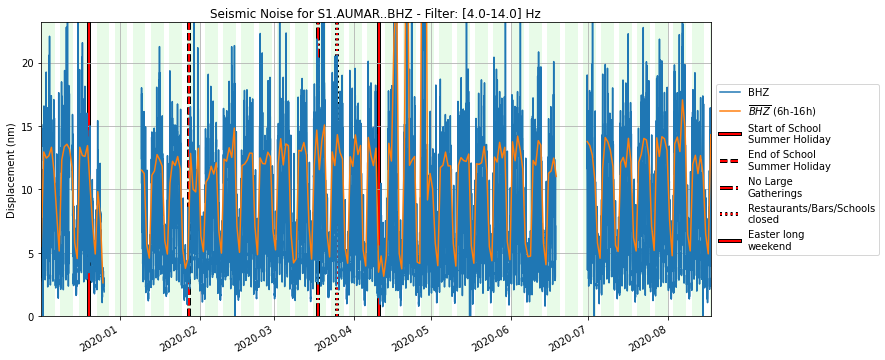 Seismic Noise for S1.AUMAR..BHZ - Filter: [4.0-14.0] Hz
Displacement (nm)
20
15
10
5
0
2020-01
2020-02
2020-03
2020-04
2020-05
2020-06
2020-07
2020-08
BHZ
BHZ (6h-16h)
Start of School
Summer Holiday
End of School
Summer Holiday
No Large
Gatherings
Restaurants/Bars/Schools
closed
Easter long
weekend